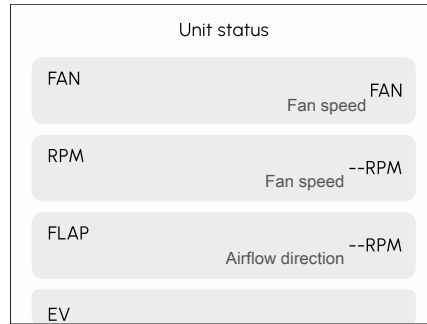 Unit status
FAN
FAN
Fan speed
RPM
--RPM
Fan speed
FLAP
--RPM
Airflow direction
EV